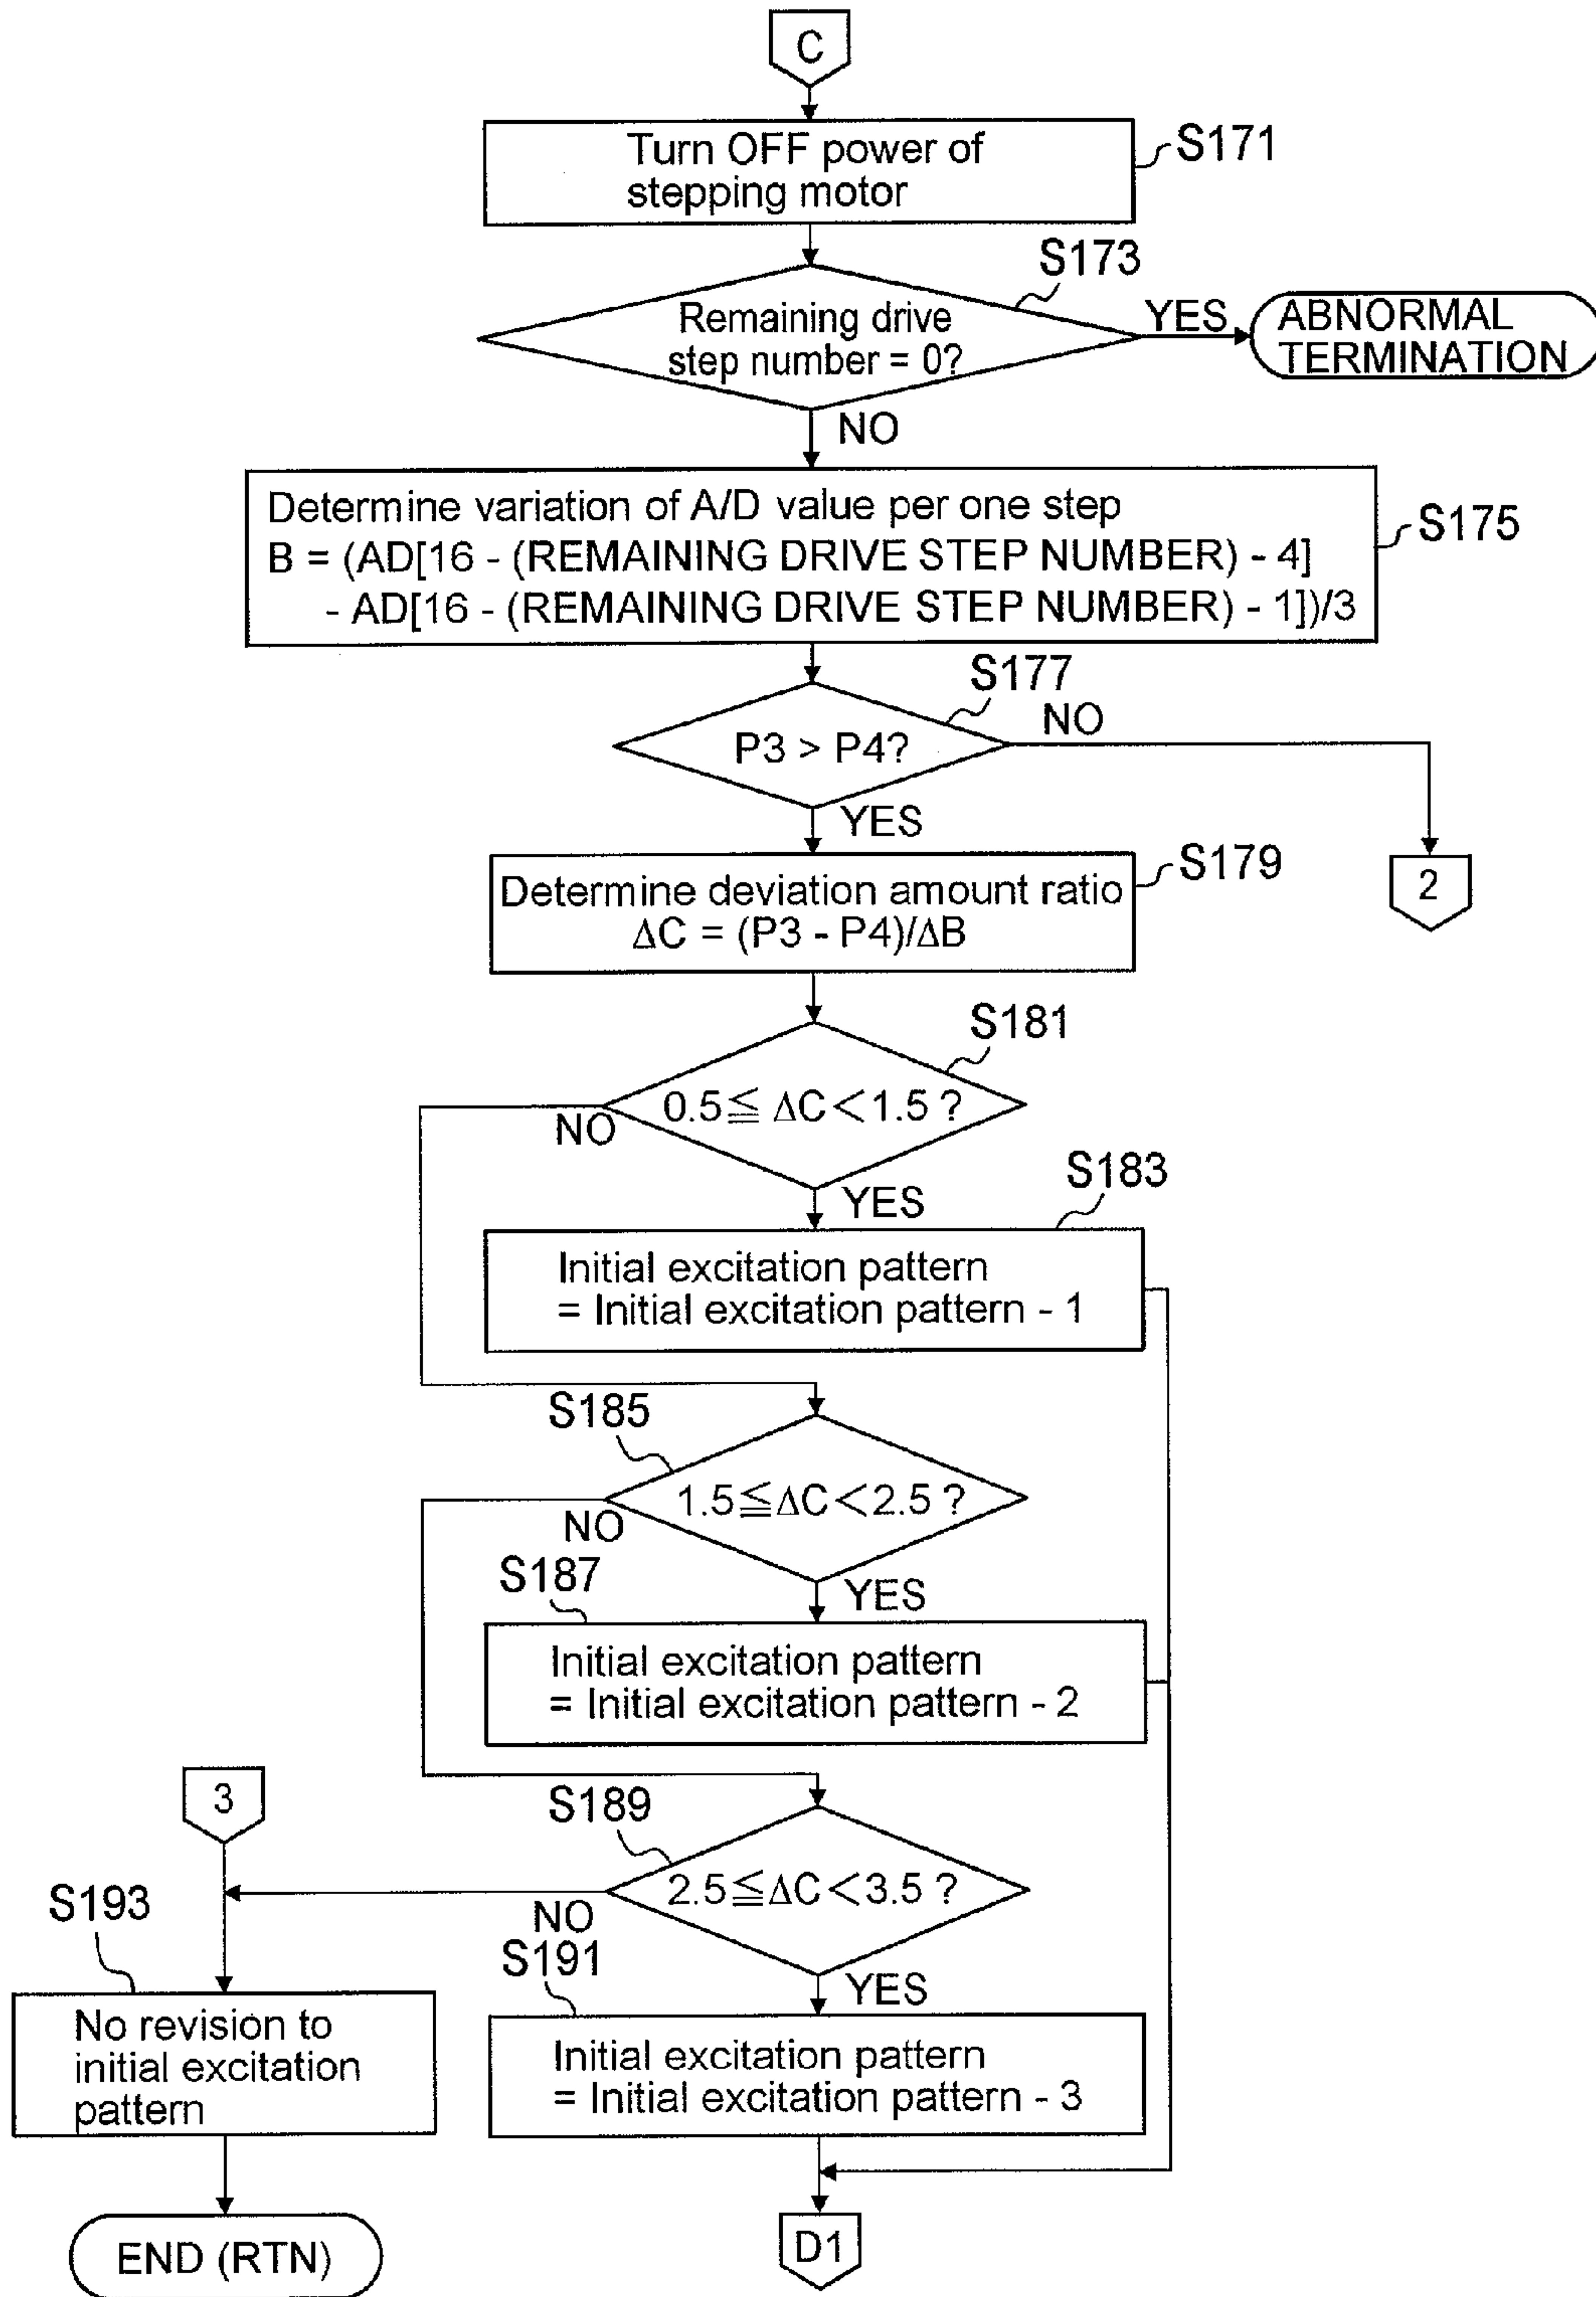 C
Turn OFF power of
stepping motor
S171
S173
Remaining drive
step number = 0?
YES
ABNORMAL
TERMINATION
NO
Determine variation of A/D value per one step
B = (AD[16 - (REMAINING DRIVE STEP NUMBER) - 4]
- AD[16 - (REMAINING DRIVE STEP NUMBER) - 1])/3
S175
S177
P3 > P4?
NO
YES
2
Determine deviation amount ratio
ΔC = (P3 - P4)/ΔB
S179
S181
0.5≦ ΔC<1.5 ?
NO
YES
S183
Initial excitation pattern
= Initial excitation pattern - 1
S185
1.5≦ΔC<2.5 ?
NO
YES
S187
Initial excitation pattern
= Initial excitation pattern - 2
3
S189
2.5≦ΔC<3.5 ?
NO
YES
S193
No revision to
initial excitation
pattern
S191
Initial excitation pattern
= Initial excitation pattern - 3
END (RTN)
D1